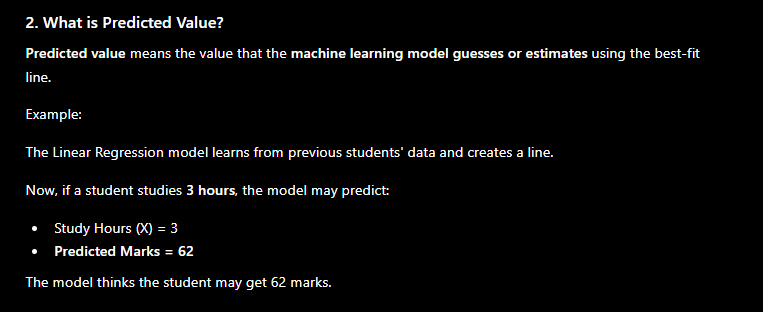 2. What is Predicted Value?
Predicted value means the value that the machine learning model guesses or estimates using the best-fit
line.
Example:
The Linear Regression model learns from previous students' data and creates a line.
Now, if a student studies 3 hours, the model may predict:
• Study Hours (X) = 3
• Predicted Marks = 62
The model thinks the student may get 62 marks.